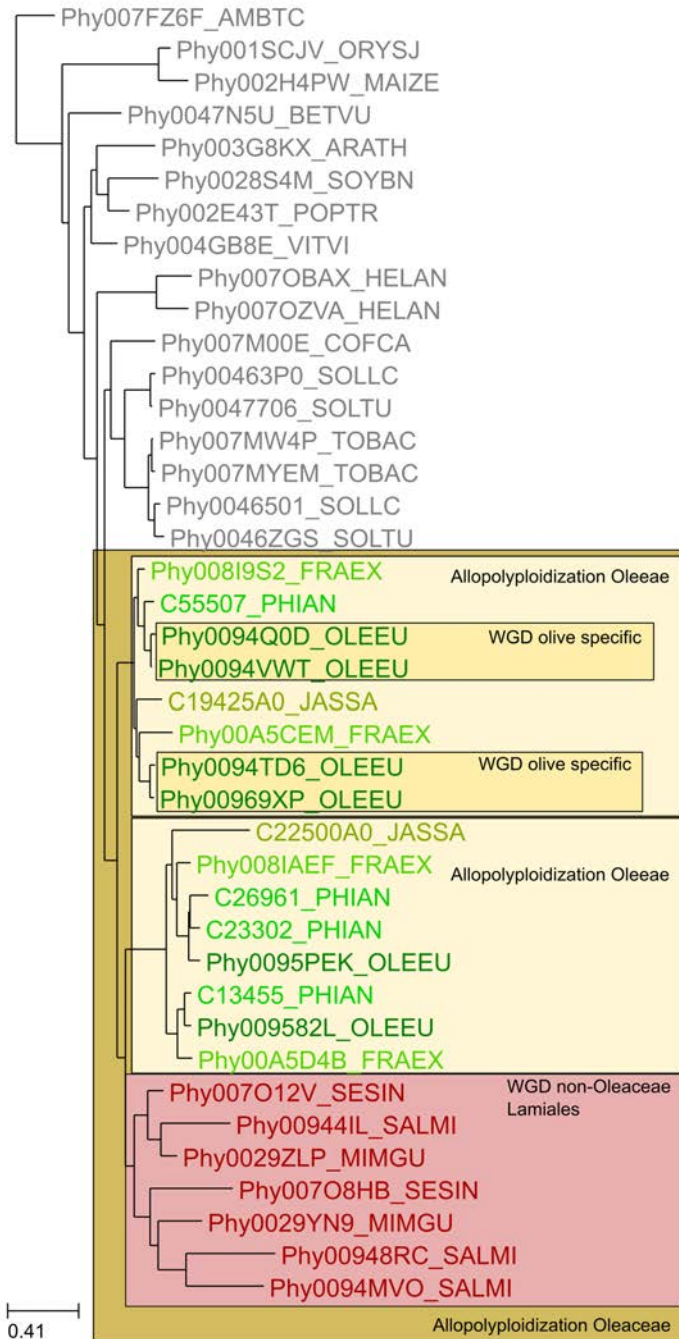 Phy007FZ6F_AMBTC
Phy001SCJV_ORYSJ
Phy002H4PW_MAIZE
Phy0047N5U_BETVU
Phy003G8KX_ARATH
Phy0028S4M_SOYBN
Phy002E43T_POPTR
Phy004GB8E_VITVI
Phy007OBAX_HELAN
Phy007OZVA_HELAN
Phy007M00E_COFCA
Phy00463P0_SOLLC
Phy0047706_SOLTU
Phy007MW4P_TOBAC
Phy007MYEM_TOBAC
Phy0046501_SOLLC
Phy0046ZGS_SOLTU
Phy008I9S2_FRAEX
Allopolyploidization Oleeae
C55507_PHIAN
Phy0094Q0D_OLEEU
WGD olive specific
Phy0094VWT_OLEEU
C19425A0_JASSA
Phy00A5CEM_FRAEX
Phy0094TD6_OLEEU
WGD olive specific
Phy00969XP_OLEEU
C22500A0_JASSA
Phy008IAEF_FRAEX
Allopolyploidization Oleeae
C26961_PHIAN
C23302_PHIAN
Phy0095PEK_OLEEU
C13455_PHIAN
Phy009582L_OLEEU
Phy00A5D4B_FRAEX
Phy007O12V_SESIN
WGD non-Oleaceae
Lamiales
Phy00944IL_SALMI
Phy0029ZLP_MIMGU
Phy007O8HB_SESIN
Phy0029YN9_MIMGU
Phy00948RC_SALMI
Phy0094MVO_SALMI
0.41
Allopolyploidization Oleaceae